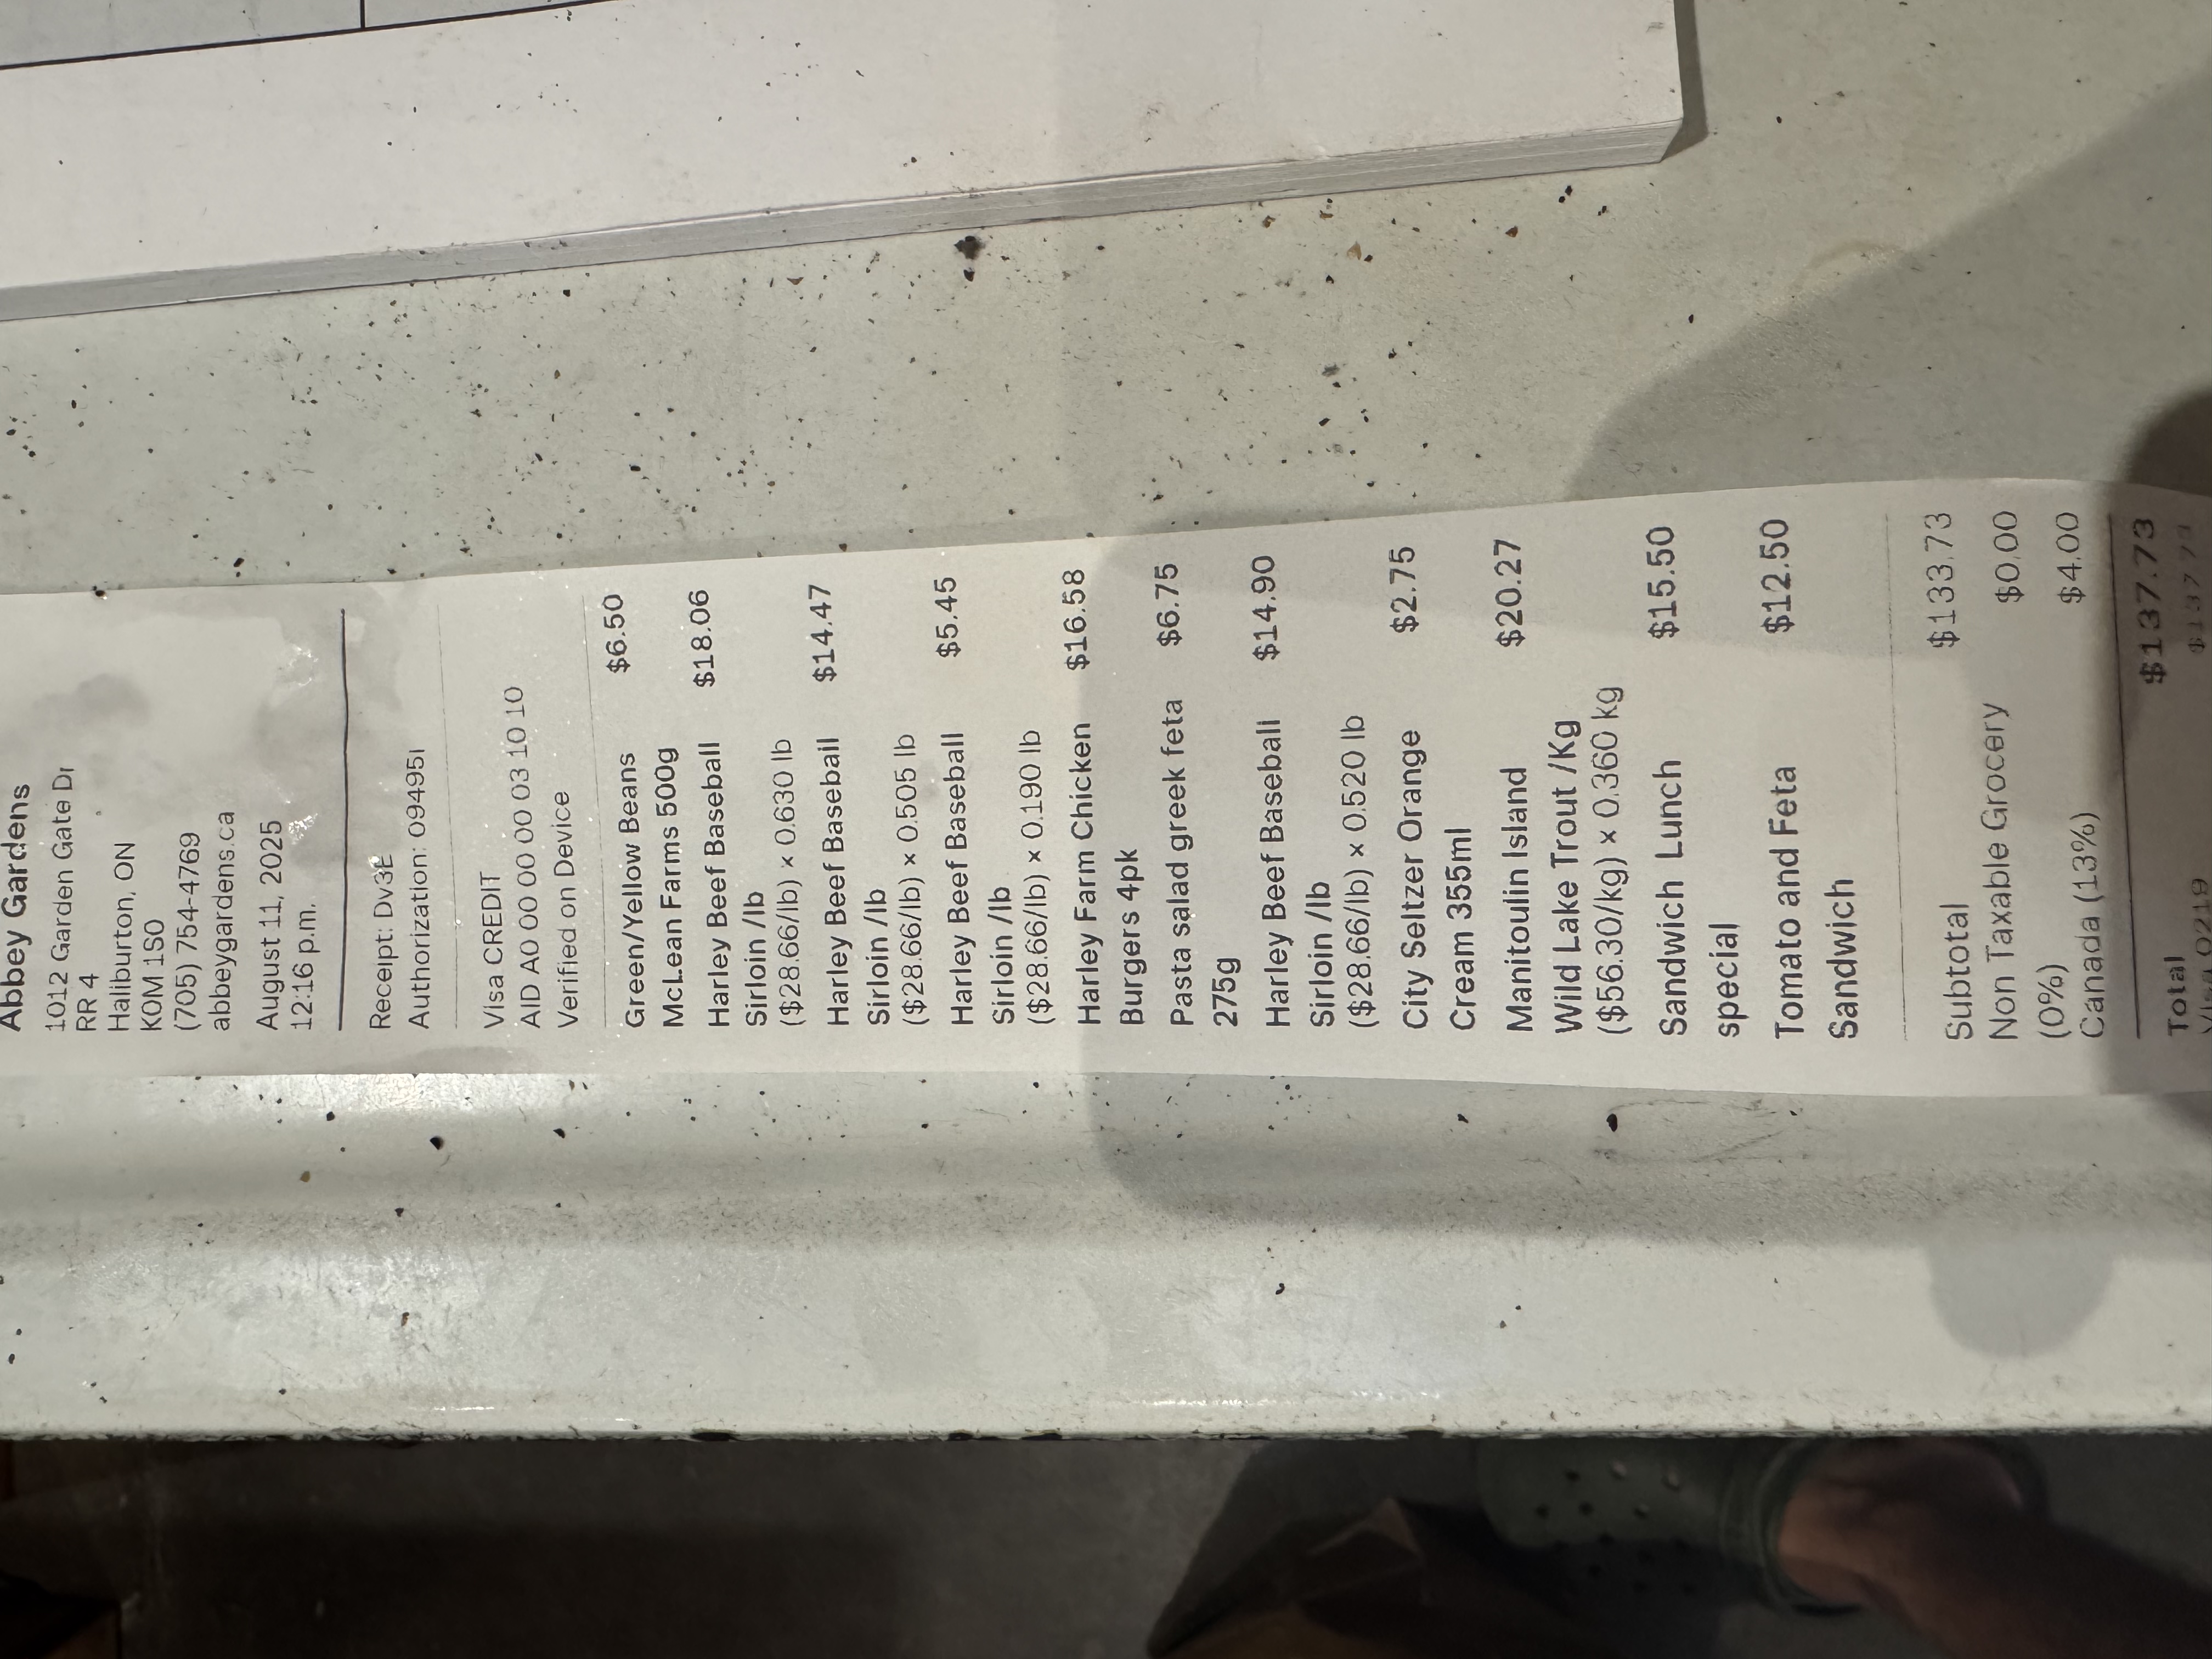 Abbey Gardens
1012 Garden Gate Dr
RR 4
Haliburton, ON
K0M 1S0
(705) 754-4769
abbeygardens.ca
August 11, 2025
12:16 p.m.
Receipt: Dv3E
Authorization: 09495I
Visa CREDIT
AID A0 00 00 00 03 10 10
Verified on Device
Green/Yellow Beans $6.50
McLean Farms 500g
Harley Beef Baseball $18.06
Sirloin /lb
($28.66/lb) × 0.630 lb
Harley Beef Baseball $14.47
Sirloin /lb
($28.66/lb) × 0.505 lb
Harley Beef Baseball $5.45
Sirloin /lb
($28.66/lb) × 0.190 lb
Harley Farm Chicken $16.58
Burgers 4pk
Pasta salad greek feta $6.75
275g
Harley Beef Baseball $14.90
Sirloin /lb
($28.66/lb) × 0.520 lb
City Seltzer Orange $2.75
Cream 355ml
Manitoulin Island $20.27
Wild Lake Trout /Kg
($56.30/kg) × 0.360 kg
Sandwich Lunch $15.50
special
Tomato and Feta $12.50
Sandwich
Subtotal $133.73
Non Taxable Grocery $0.00
(0%)
Canada (13%) $4.00
Total $137.73
Visa 0219 $137.73